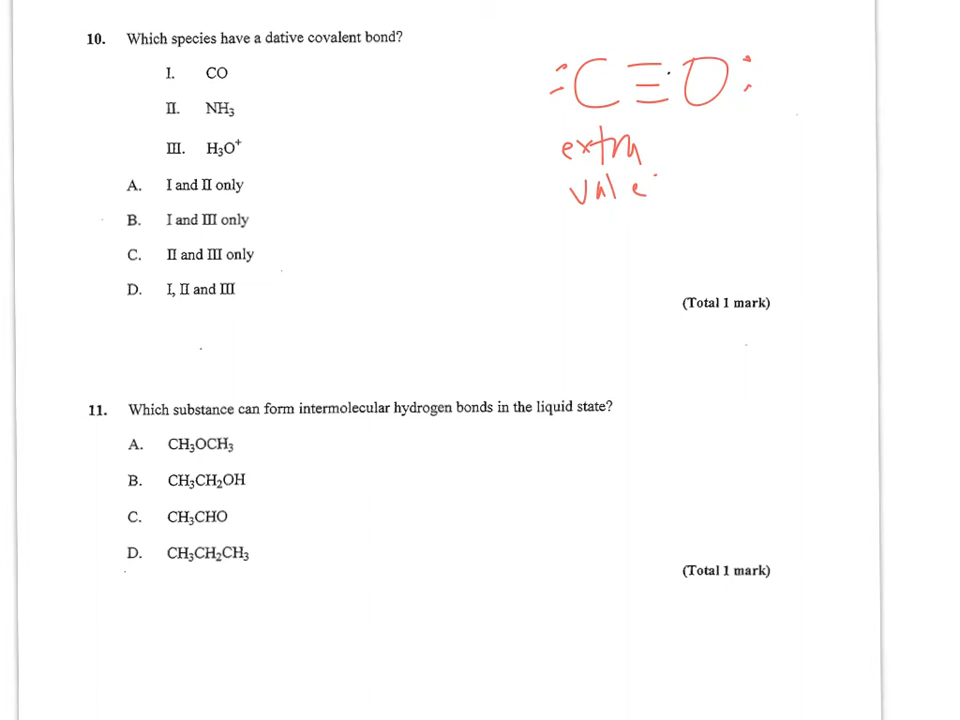 10. Which species have a dative covalent bond?
:C≡O:
I. CO
II. NH₃
extra
III. H₃O⁺
vale
A. I and II only
B. I and III only
C. II and III only
D. I, II and III
(Total 1 mark)
11. Which substance can form intermolecular hydrogen bonds in the liquid state?
A. CH₃OCH₃
B. CH₃CH₂OH
C. CH₃CHO
D. CH₃CH₂CH₃
(Total 1 mark)